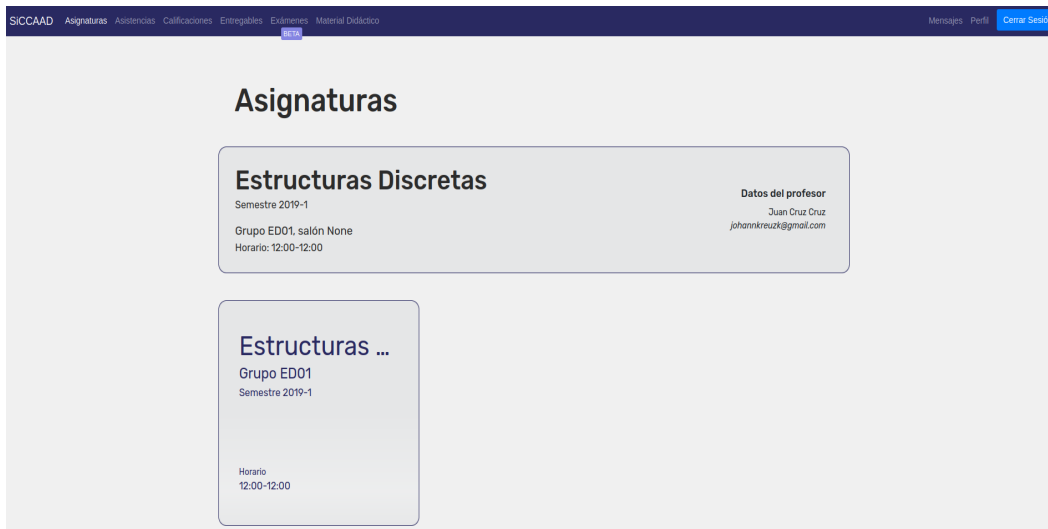 SiCCAAD Asignaturas Asistencias Calificaciones Entregables Exámenes Material Didáctico Mensajes Perfil Cerrar Sesió
BETA
Asignaturas
Estructuras Discretas
Semestre 2019-1
Grupo ED01, salón None
Horario: 12:00-12:00
Datos del profesor
Juan Cruz Cruz
johannkreuzk@gmail.com
Estructuras ...
Grupo ED01
Semestre 2019-1
Horario
12:00-12:00